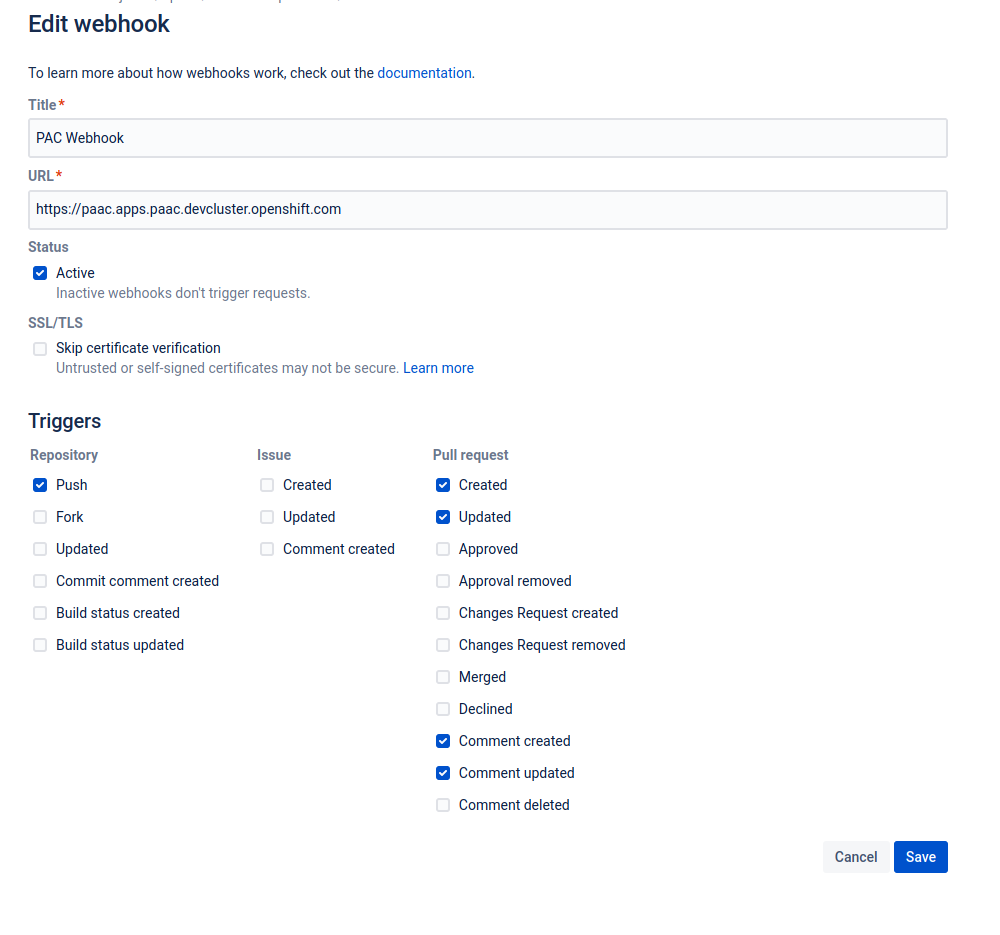 Edit webhook
To learn more about how webhooks work, check out the documentation.
Title*
PAC Webhook
URL*
https://paac.apps.paac.devcluster.openshift.com
Status
Active
Inactive webhooks don't trigger requests.
SSL/TLS
Skip certificate verification
Untrusted or self-signed certificates may not be secure. Learn more
Triggers
Repository
Push
Fork
Updated
Commit comment created
Build status created
Build status updated
Issue
Created
Updated
Comment created
Pull request
Created
Updated
Approved
Approval removed
Changes Request created
Changes Request removed
Merged
Declined
Comment created
Comment updated
Comment deleted
Cancel Save